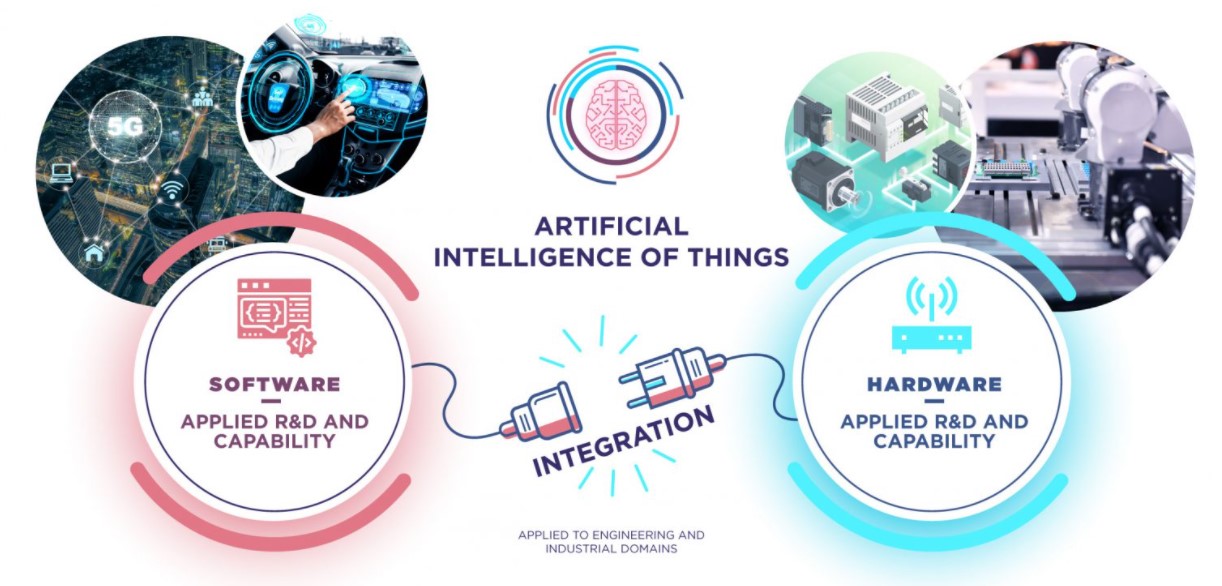 5G
ARTIFICIAL
INTELLIGENCE OF THINGS
SOFTWARE
APPLIED R&D AND
CAPABILITY
INTEGRATION
HARDWARE
APPLIED R&D AND
CAPABILITY
APPLIED TO ENGINEERING AND
INDUSTRIAL DOMAINS